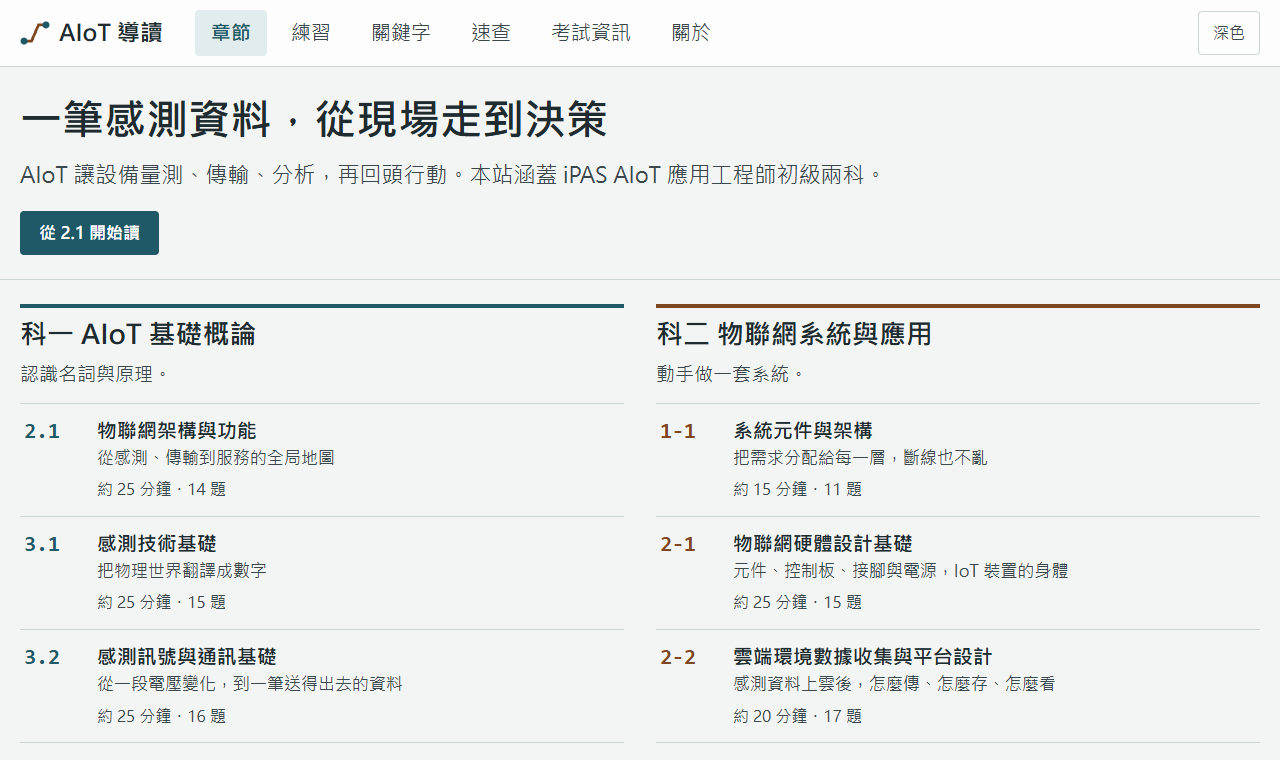 AIoT 導讀
章節
練習
關鍵字
速查
考試資訊
關於
深色
一筆感測資料，從現場走到決策
AIoT 讓設備量測、傳輸、分析，再回頭行動。本站涵蓋 iPAS AIoT 應用工程師初級兩科。
從 2.1 開始讀
科一 AIoT 基礎概論
認識名詞與原理。
2.1 物聯網架構與功能
從感測、傳輸到服務的全局地圖
約 25 分鐘 · 14 題
3.1 感測技術基礎
把物理世界翻譯成數字
約 25 分鐘 · 15 題
3.2 感測訊號與通訊基礎
從一段電壓變化，到一筆送得出去的資料
約 25 分鐘 · 16 題
科二 物聯網系統與應用
動手做一套系統。
1-1 系統元件與架構
把需求分配給每一層，斷線也不亂
約 15 分鐘 · 11 題
2-1 物聯網硬體設計基礎
元件、控制板、接腳與電源，IoT 裝置的身體
約 25 分鐘 · 15 題
2-2 雲端環境數據收集與平台設計
感測資料上雲後，怎麼傳、怎麼存、怎麼看
約 20 分鐘 · 17 題